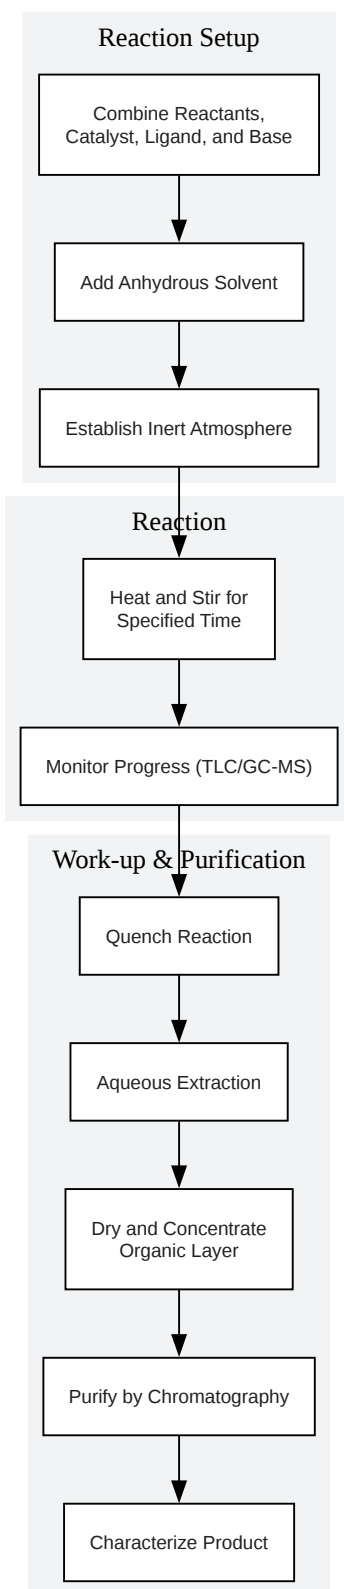 Reaction Setup
Combine Reactants,
Catalyst, Ligand, and Base
Add Anhydrous Solvent
Establish Inert Atmosphere
Reaction
Heat and Stir for
Specified Time
Monitor Progress (TLC/GC-MS)
Work-up & Purification
Quench Reaction
Aqueous Extraction
Dry and Concentrate
Organic Layer
Purify by Chromatography
Characterize Product